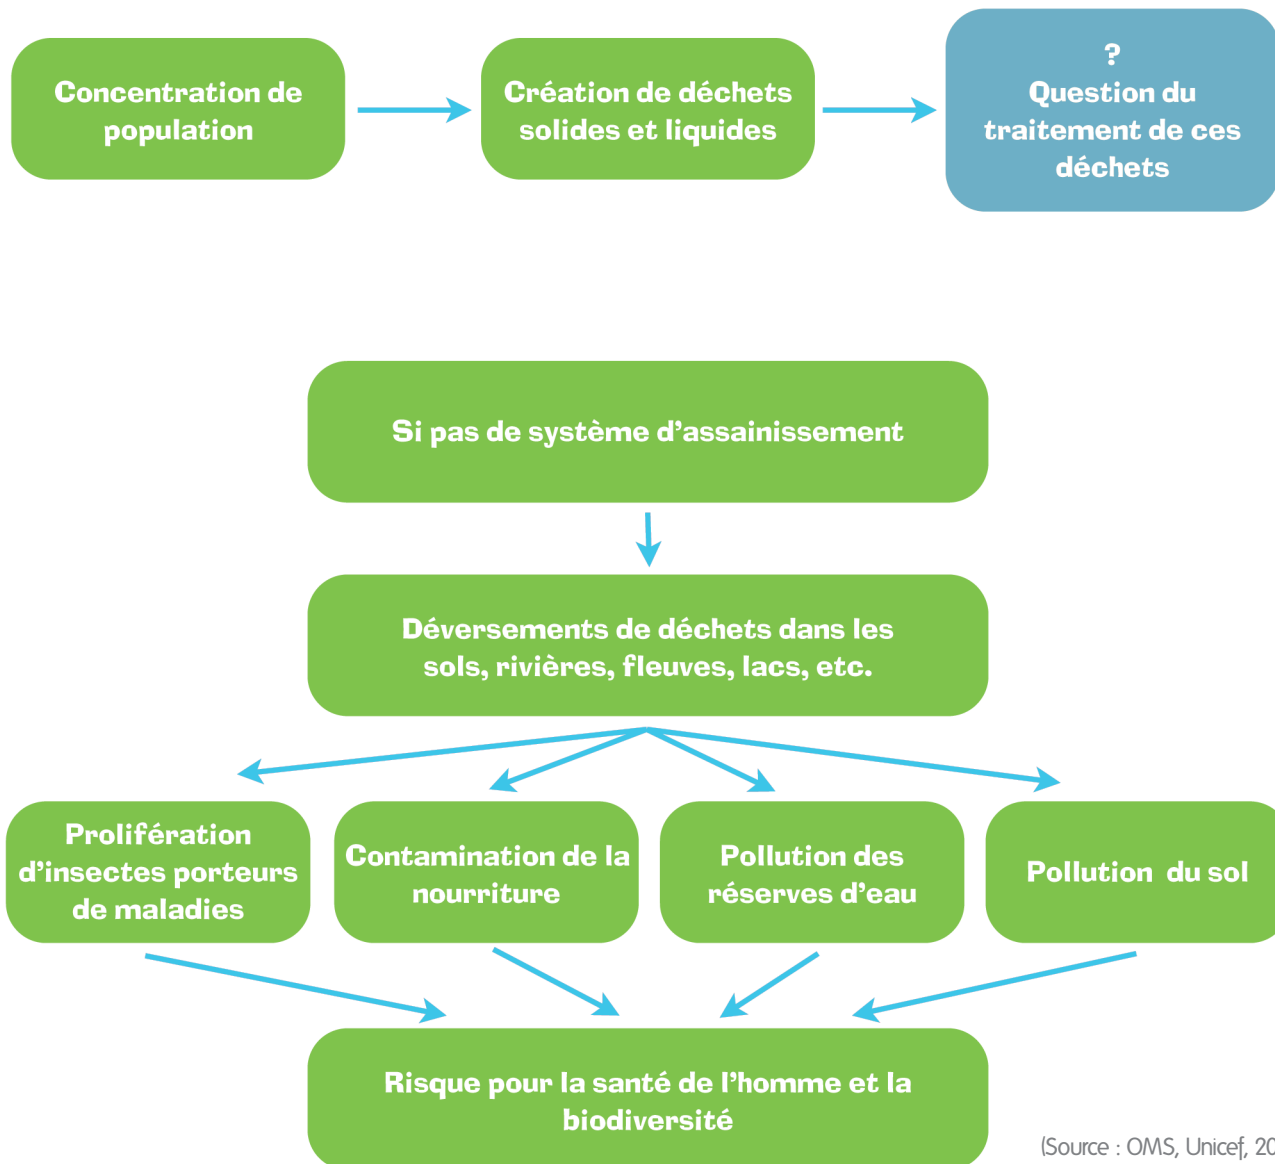 Concentration de
population
Création de déchets
solides et liquides
?
Question du
traitement de ces
déchets
Si pas de système d'assainissement
Déversements de déchets dans les
sols, rivières, fleuves, lacs, etc.
Prolifération
d'insectes porteurs
de maladies
Contamination de la
nourriture
Pollution des
réserves d'eau
Pollution du sol
Risque pour la santé de l'homme et la
biodiversité
(Source : OMS, Unicef,